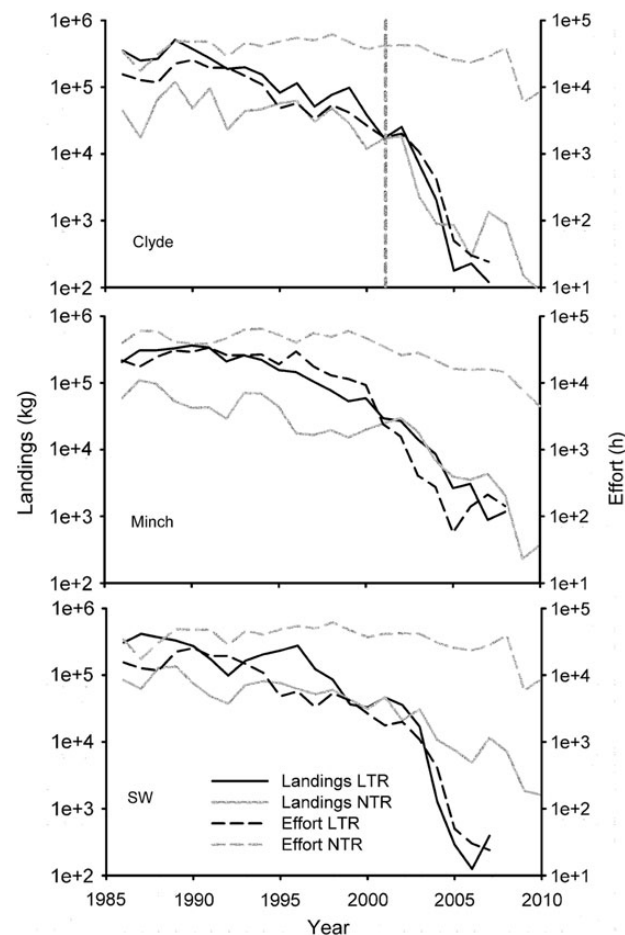 1e+6 1e+5
1e+5 1e+4
1e+4 1e+3
1e+3 1e+2
Clyde
1e+2 1e+1
1e+6 1e+5
1e+5 1e+4
Landings (kg)
Effort (h)
1e+4 1e+3
1e+3 1e+2
Minch
1e+2 1e+1
1e+6 1e+5
1e+5 1e+4
1e+4 1e+3
Landings LTR
SW Landings NTR
1e+3 1e+2
Effort LTR
Effort NTR
1e+2 1e+1
1985 1990 1995 2000 2005 2010
Year